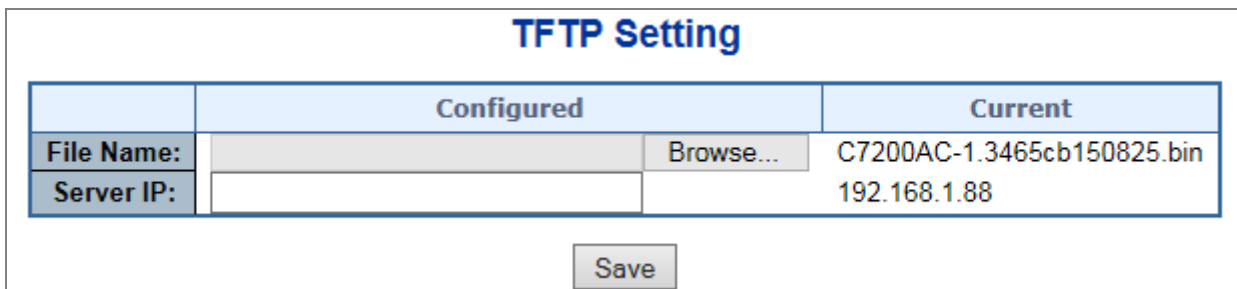 TFTP Setting
Configured Current
File Name: Browse... C7200AC-1.3465cb150825.bin
Server IP: 192.168.1.88
Save